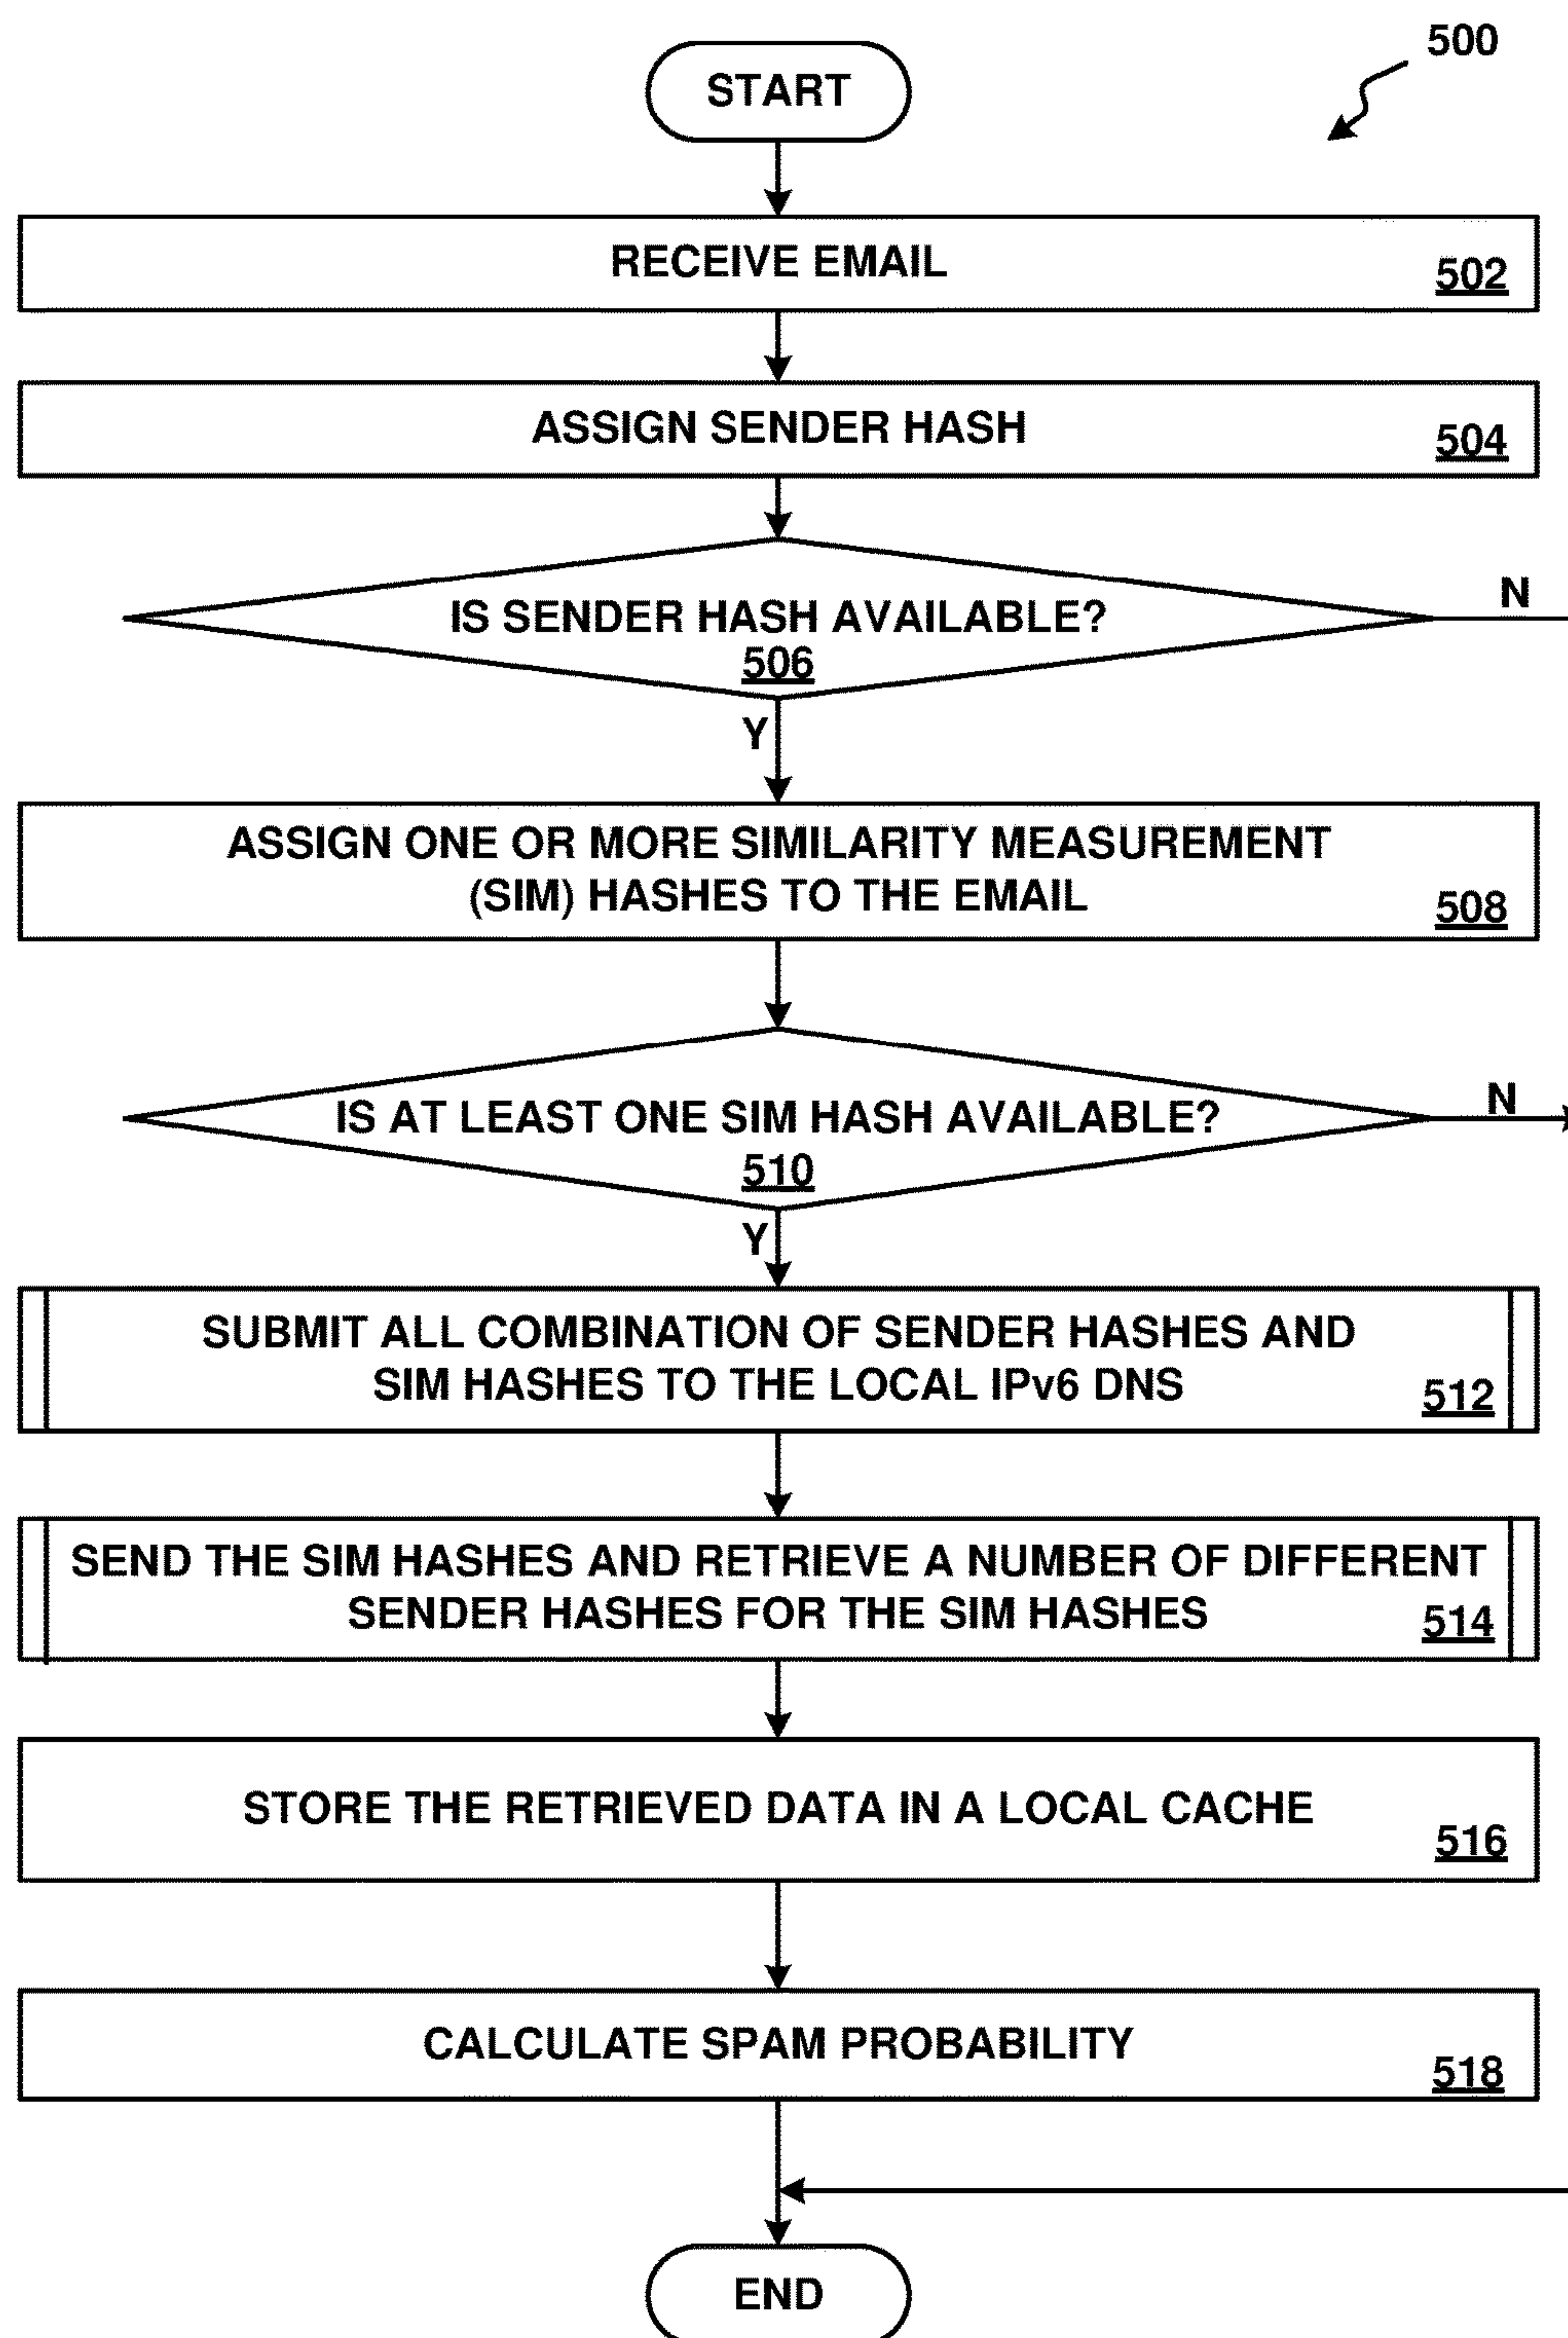 500
START
RECEIVE EMAIL
502
ASSIGN SENDER HASH
504
IS SENDER HASH AVAILABLE?
506
N
Y
ASSIGN ONE OR MORE SIMILARITY MEASUREMENT
(SIM) HASHES TO THE EMAIL
508
IS AT LEAST ONE SIM HASH AVAILABLE?
510
N
Y
SUBMIT ALL COMBINATION OF SENDER HASHES AND
SIM HASHES TO THE LOCAL IPv6 DNS
512
SEND THE SIM HASHES AND RETRIEVE A NUMBER OF DIFFERENT
SENDER HASHES FOR THE SIM HASHES
514
STORE THE RETRIEVED DATA IN A LOCAL CACHE
516
CALCULATE SPAM PROBABILITY
518
END